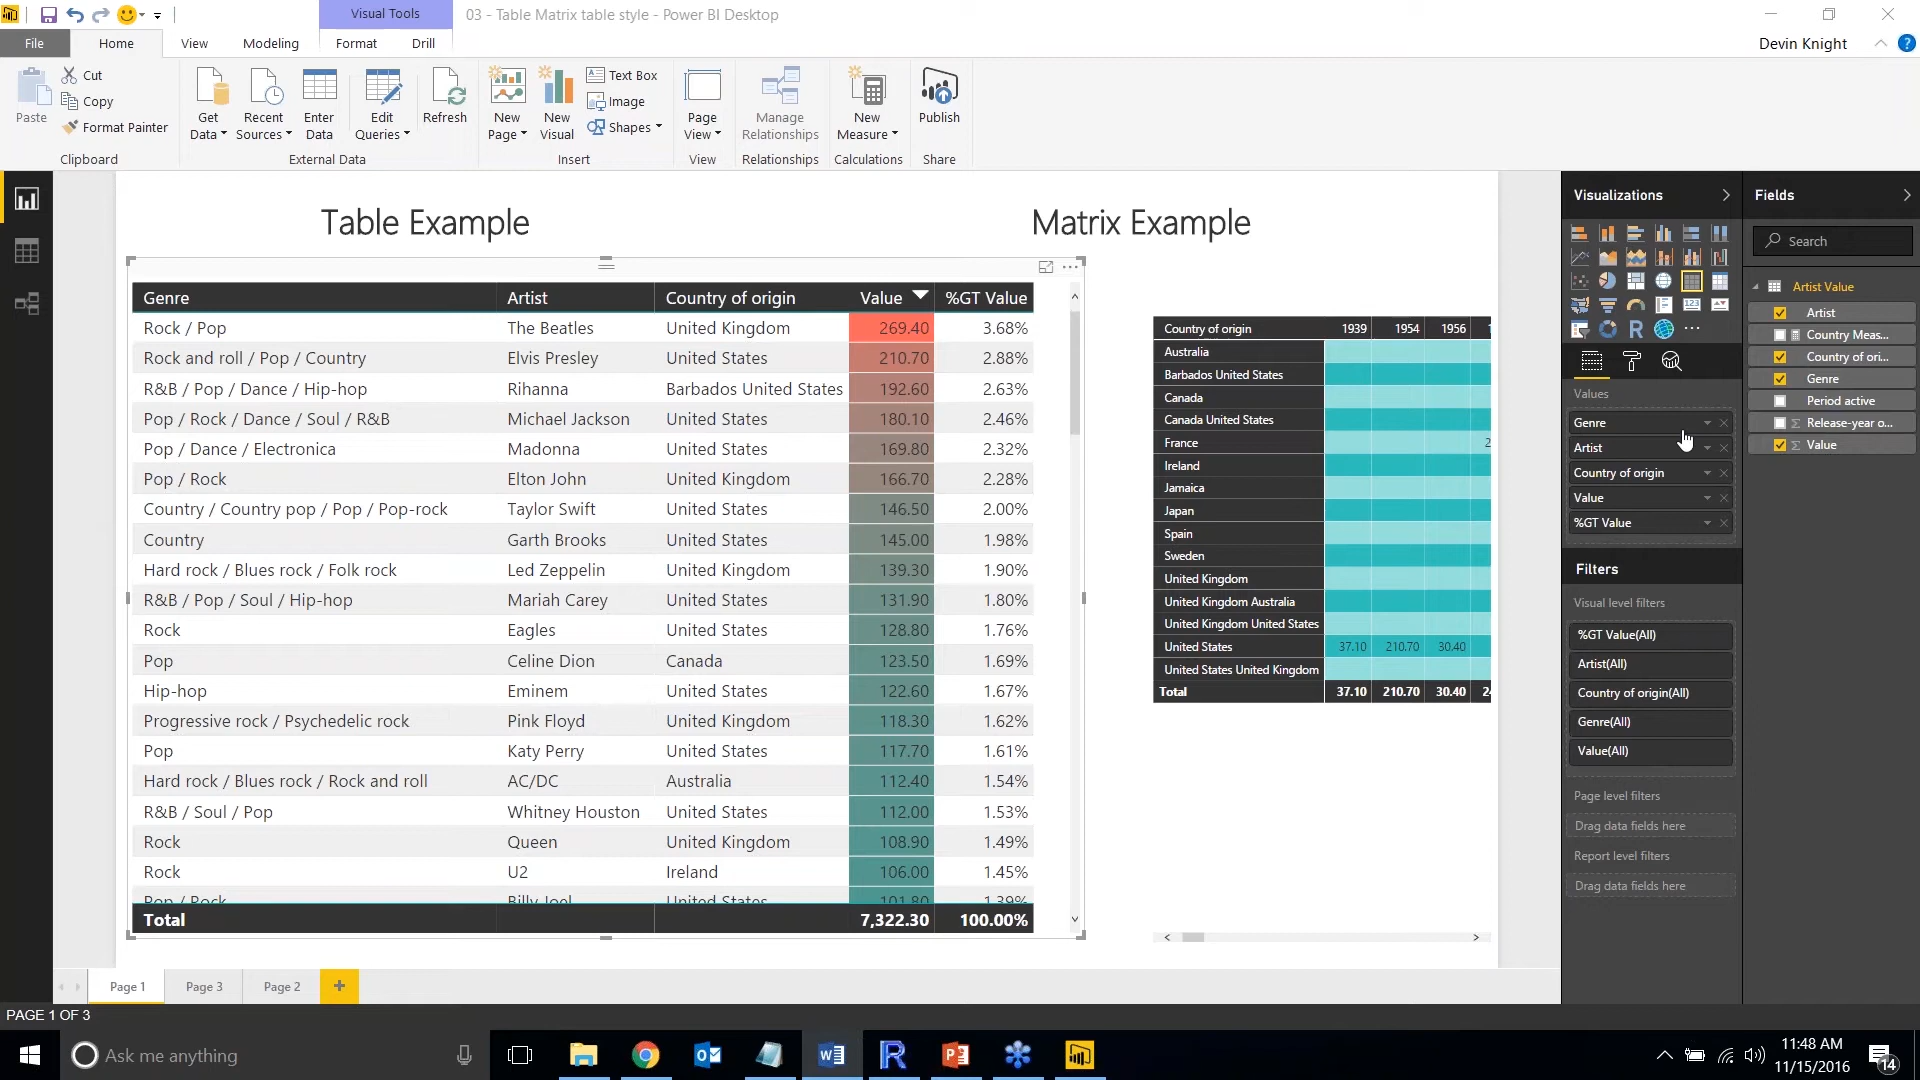 03 - Table Matrix table style - Power BI Desktop
Visual Tools
File
Home
View
Modeling
Format
Drill
Devin Knight
Paste
Cut
Copy
Format Painter
Clipboard
Get Data
Recent Sources
Enter Data
Edit Queries
Refresh
External Data
New Page
New Visual
Text Box
Image
Shapes
Insert
Page View
View
Manage Relationships
Relationships
New Measure
Calculations
Publish
Share
Table Example
Genre Artist Country of origin Value %GT Value
Rock / Pop The Beatles United Kingdom 269.40 3.68%
Rock and roll / Pop / Country Elvis Presley United States 210.70 2.88%
R&B / Pop / Dance / Hip-hop Rihanna Barbados United States 192.60 2.63%
Pop / Rock / Dance / Soul / R&B Michael Jackson United States 180.10 2.46%
Pop / Dance / Electronica Madonna United States 169.80 2.32%
Pop / Rock Elton John United Kingdom 166.70 2.28%
Country / Country pop / Pop / Pop-rock Taylor Swift United States 146.50 2.00%
Country Garth Brooks United States 145.00 1.98%
Hard rock / Blues rock / Folk rock Led Zeppelin United Kingdom 139.30 1.90%
R&B / Pop / Soul / Hip-hop Mariah Carey United States 131.90 1.80%
Rock Eagles United States 128.80 1.76%
Pop Celine Dion Canada 123.50 1.69%
Hip-hop Eminem United States 122.60 1.67%
Progressive rock / Psychedelic rock Pink Floyd United Kingdom 118.30 1.62%
Pop Katy Perry United States 117.70 1.61%
Hard rock / Blues rock / Rock and roll AC/DC Australia 112.40 1.54%
R&B / Soul / Pop Whitney Houston United States 112.00 1.53%
Rock Queen United Kingdom 108.90 1.49%
Rock U2 Ireland 106.00 1.45%
Pop / Rock Billy Joel United States 101.80 1.39%
Total 7,322.30 100.00%
Matrix Example
Country of origin 1939 1954 1956 1
Australia
Barbados United States
Canada
Canada United States
France 2
Ireland
Jamaica
Japan
Spain
Sweden
United Kingdom
United Kingdom Australia
United Kingdom United States
United States 37.10 210.70 30.40
United States United Kingdom
Total 37.10 210.70 30.40 24
Visualizations
R
Values
Genre
Artist
Country of origin
Value
%GT Value
Filters
Visual level filters
%GT Value(All)
Artist(All)
Country of origin(All)
Genre(All)
Value(All)
Page level filters
Drag data fields here
Report level filters
Drag data fields here
Fields
Search
Artist Value
Artist
Country Meas...
Country of ori...
Genre
Period active
Release-year o...
Value
Page 1
Page 3
Page 2
PAGE 1 OF 3
Ask me anything
11:48 AM
11/15/2016
14